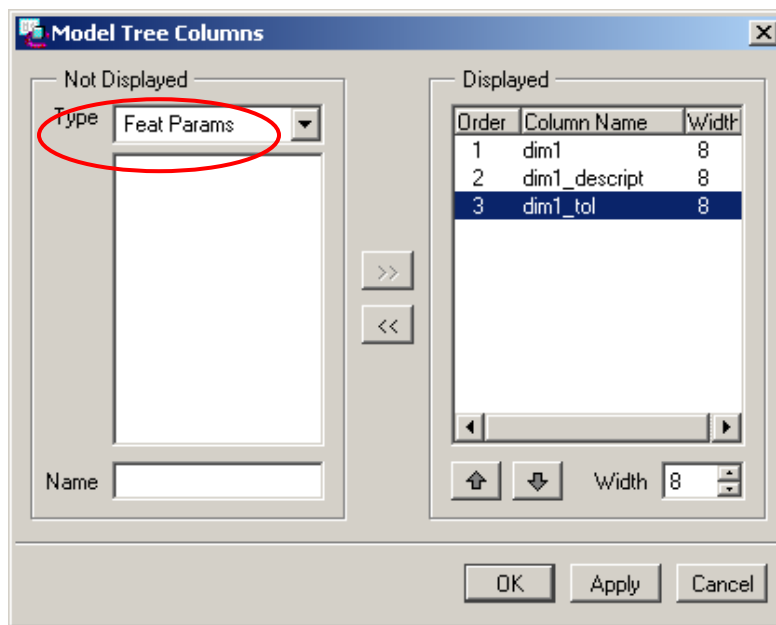 Model Tree Columns
Not Displayed
Type Feat Params
Name
>>
<<
Displayed
Order Column Name Width
1 dim1 8
2 dim1_descript 8
3 dim1_tol 8
Width 8
OK Apply Cancel